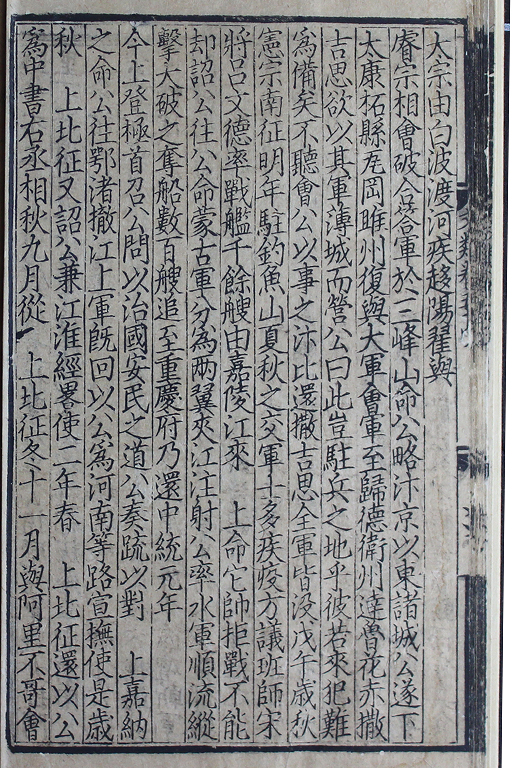 大宗由白波渡河疾趍陽翟與
睿宗相會破合荅軍於三峰山命公略汴京以東諸城公遂下
太康柘縣瓦岡睢州復與大軍會軍至歸德衛州達魯花赤撒
吉思欲以其軍薄城而營公曰此豈駐兵之地乎彼若來犯難
為備矣不聽會公以事之汴比還撒吉思全軍皆没戊午歳秋
憲宗南征明年駐釣魚山夏秋之交軍士多疾疫方議班師宋
將吕文德率戰艦千餘艘由嘉陵江來　上命它帥拒戰不能
却詔公往公命蒙古軍分為兩翼夾江注射公率水軍順流縱
擊大破之奪船數百艘追至重慶府乃還中統元年
今上登極首召公問以治國安民之道公奏疏以對　上嘉納
之命公往鄂渚撤江上軍旣回以公為河南等路宣撫使是歳
秋　上北征又詔公兼江淮經畧使二年春　上北征還以公
為中書右丞相秋九月從　上北征冬十一月與阿里不哥會